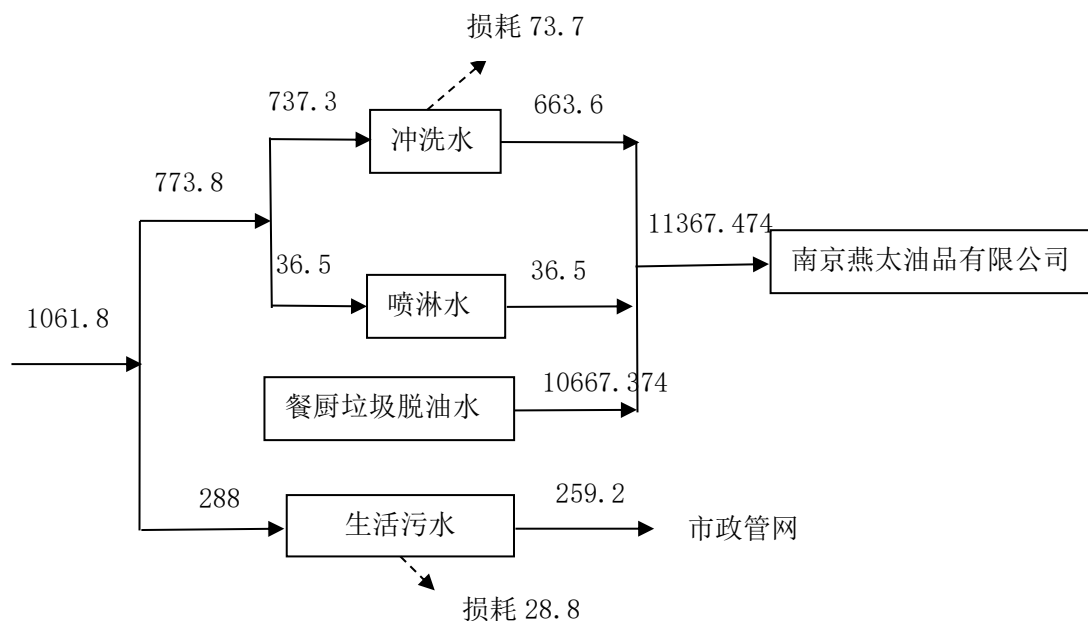 损耗 73.7
737.3
冲洗水
663.6
773.8
11367.474
南京燕太油品有限公司
36.5
喷淋水
36.5
1061.8
餐厨垃圾脱油水
10667.374
288
生活污水
259.2
市政管网
损耗 28.8